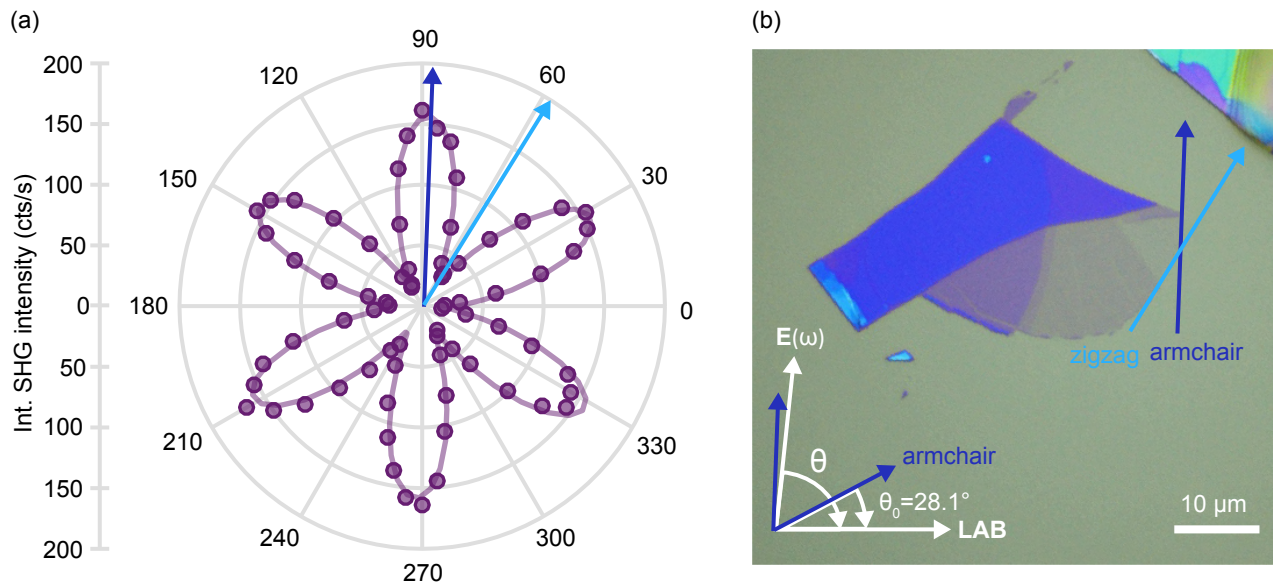 (a)
(b)
Int. SHG intensity (cts/s)
200
150
100
50
0
50
100
150
200
90
60
30
0
330
300
270
240
210
180
150
120
zigzag armchair
E(ω)
θ
armchair
θ₀=28.1°
LAB
10 μm